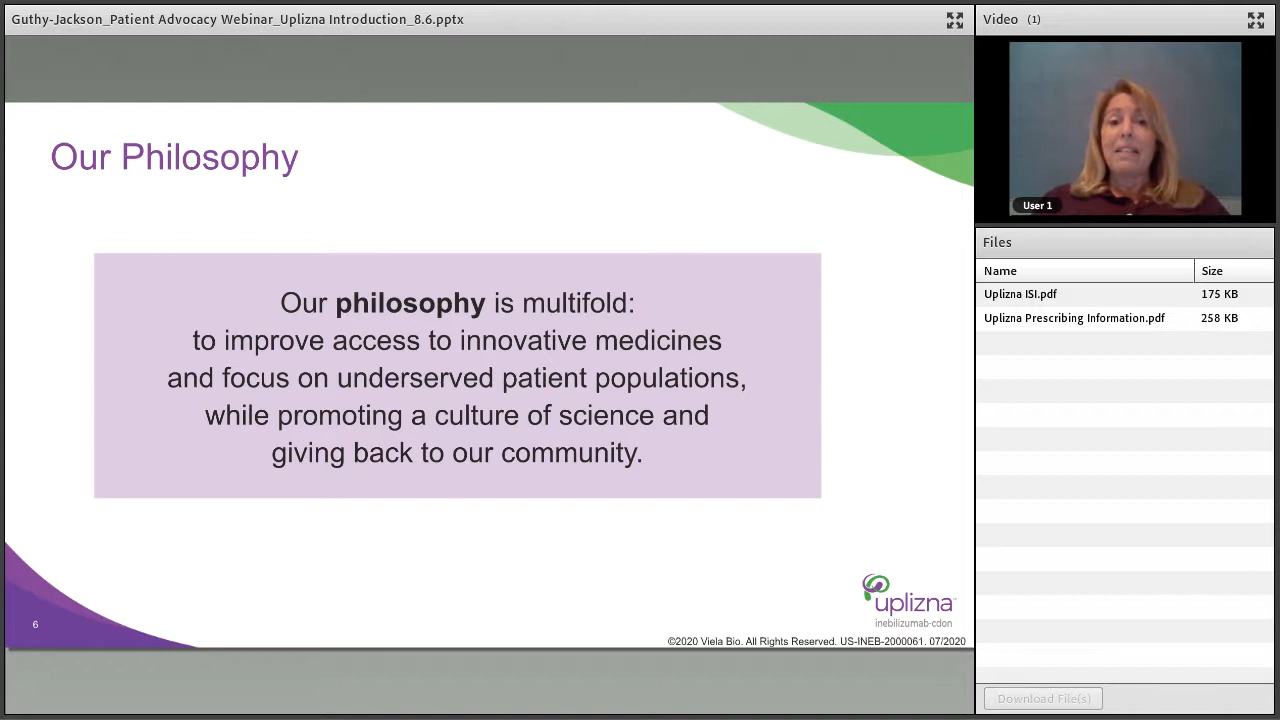 Guthy-Jackson_Patient Advocacy Webinar_Uplizna Introduction_8.6.pptx
Our Philosophy
Our philosophy is multifold:
to improve access to innovative medicines
and focus on underserved patient populations,
while promoting a culture of science and
giving back to our community.
uplizna™
inebilizumab-cdon
6
©2020 Viela Bio. All Rights Reserved. US-INEB-2000061. 07/2020
Video (1)
User 1
Files
Name Size
Uplizna ISI.pdf 175 KB
Uplizna Prescribing Information.pdf 258 KB
Download File(s)